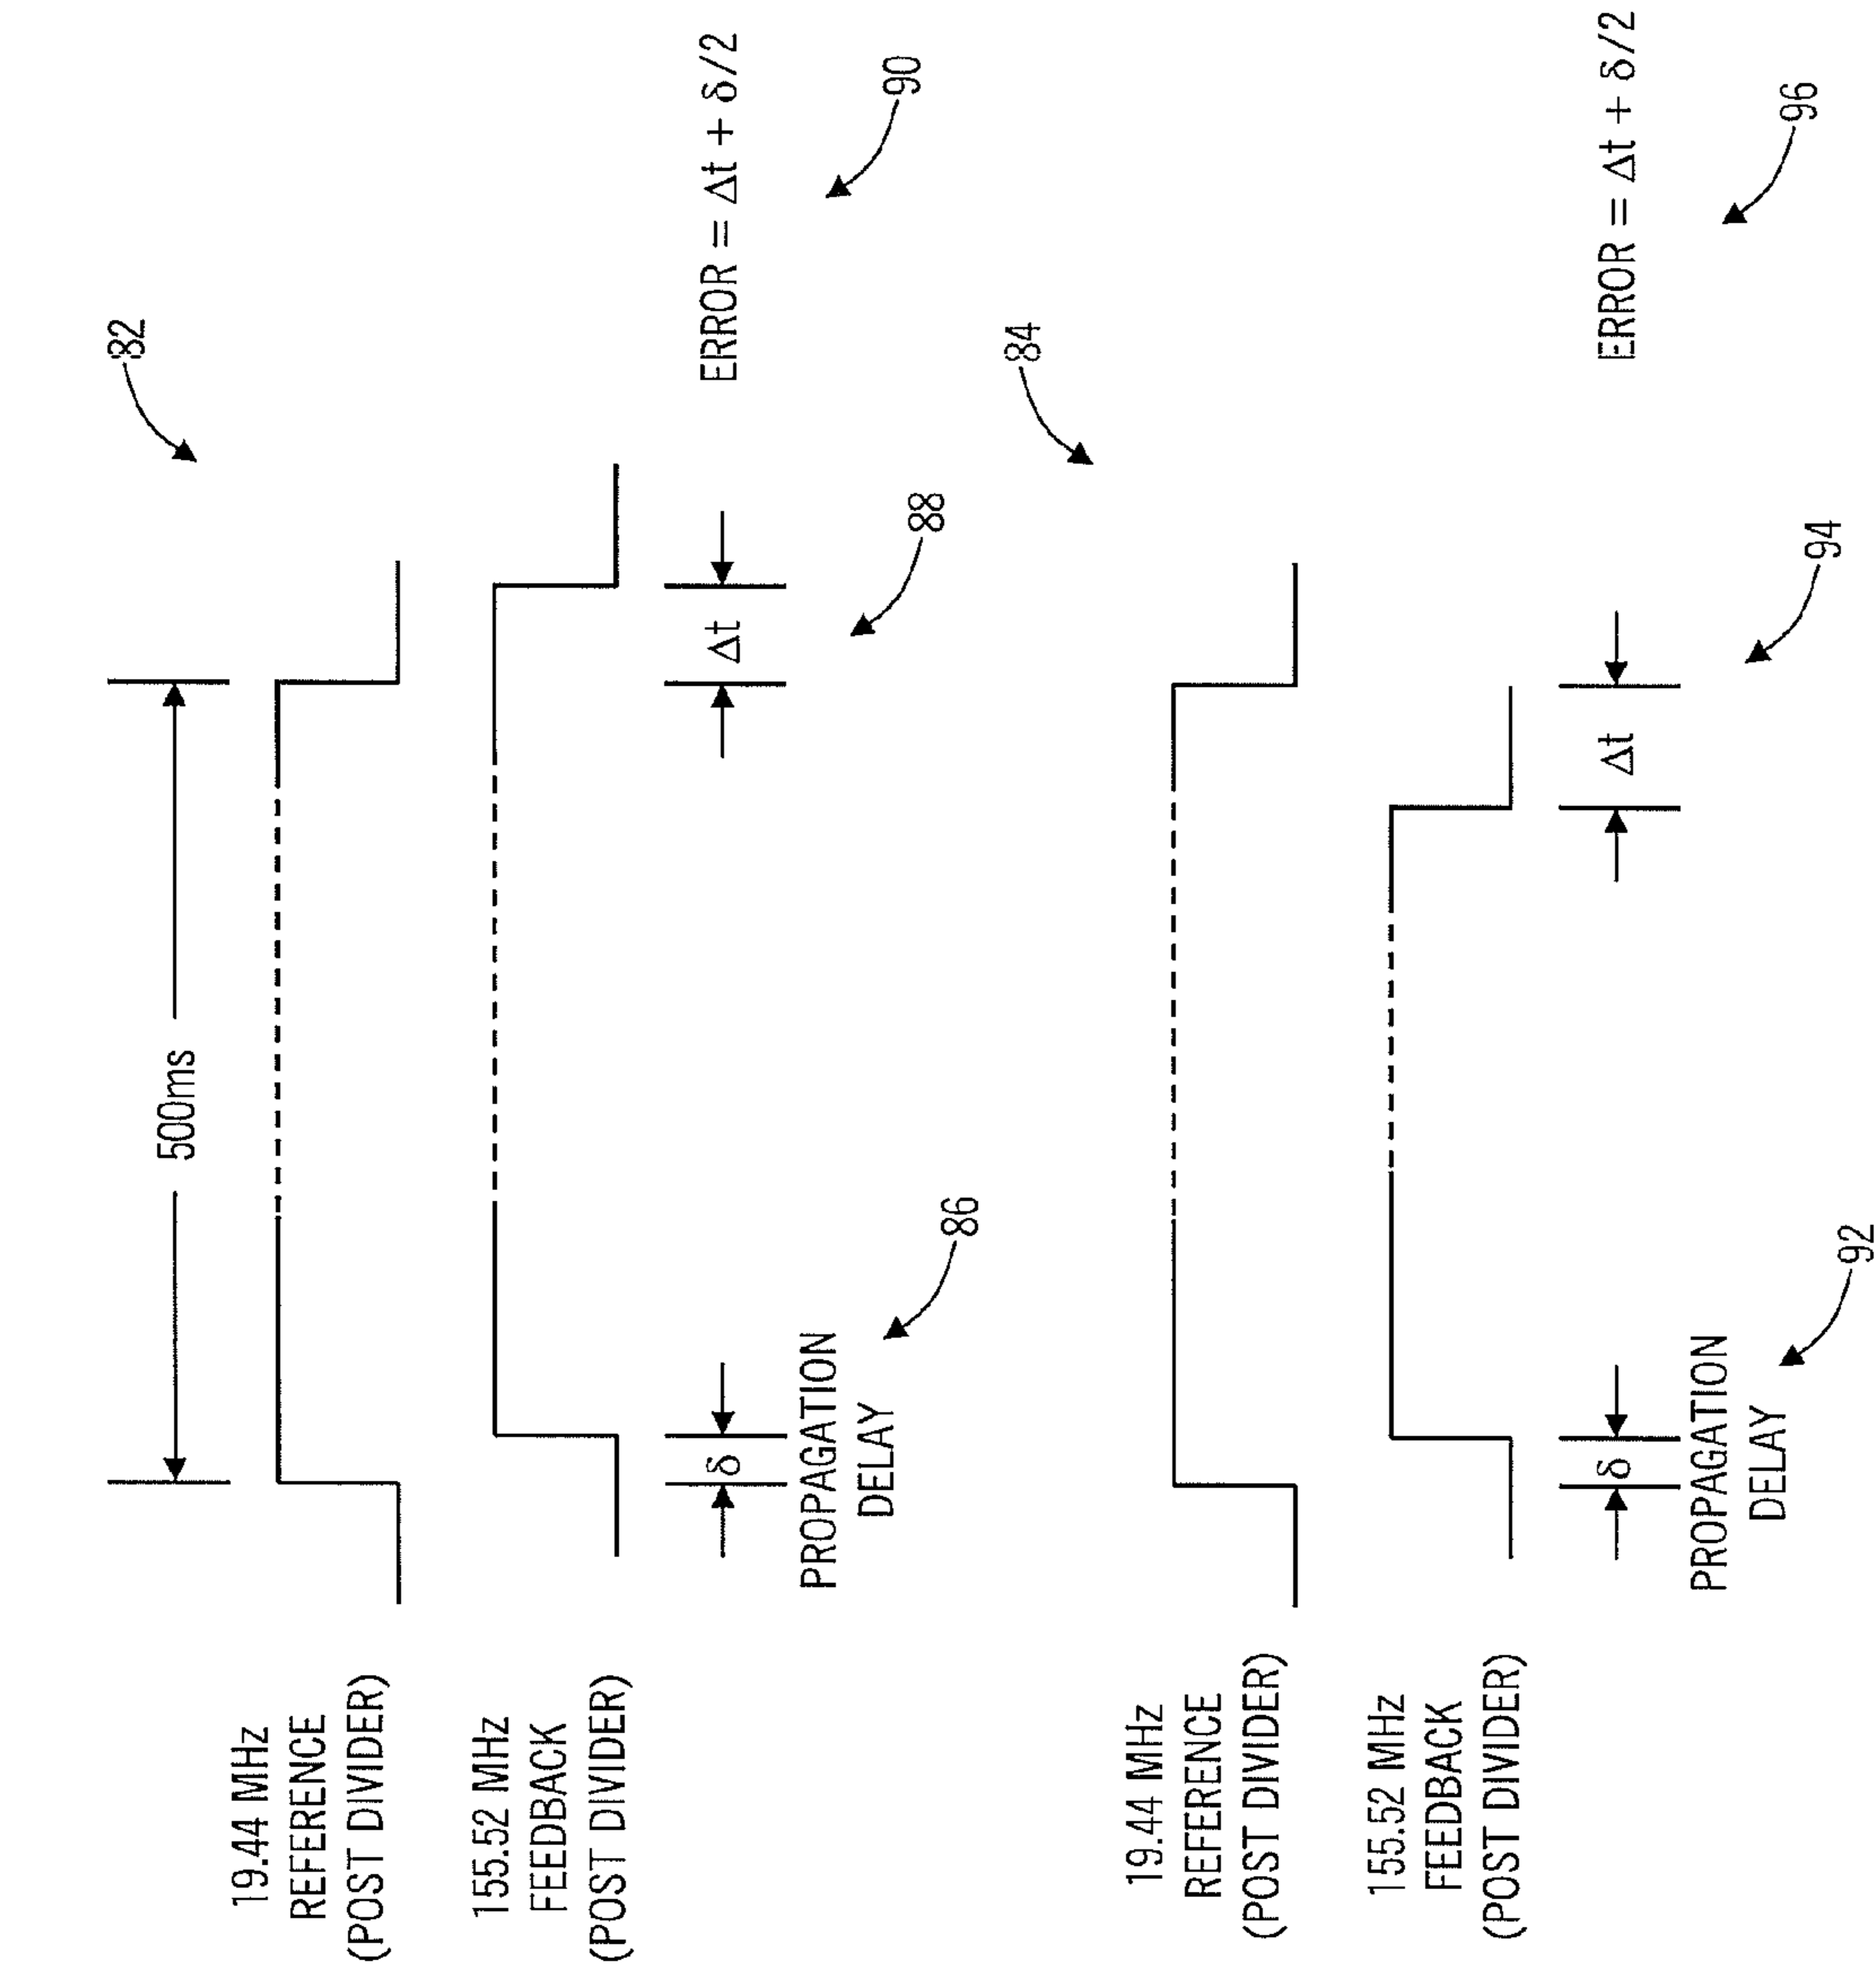 82
500ms
19.44 MHz
REFERENCE
(POST DIVIDER)
155.52 MHz
FEEDBACK
(POST DIVIDER)
δ
Δt
ERROR = Δt + δ/2
PROPAGATION
DELAY
86
88
90
84
19.44 MHz
REFERENCE
(POST DIVIDER)
155.52 MHz
FEEDBACK
(POST DIVIDER)
δ
Δt
ERROR = Δt + δ/2
PROPAGATION
DELAY
92
94
96